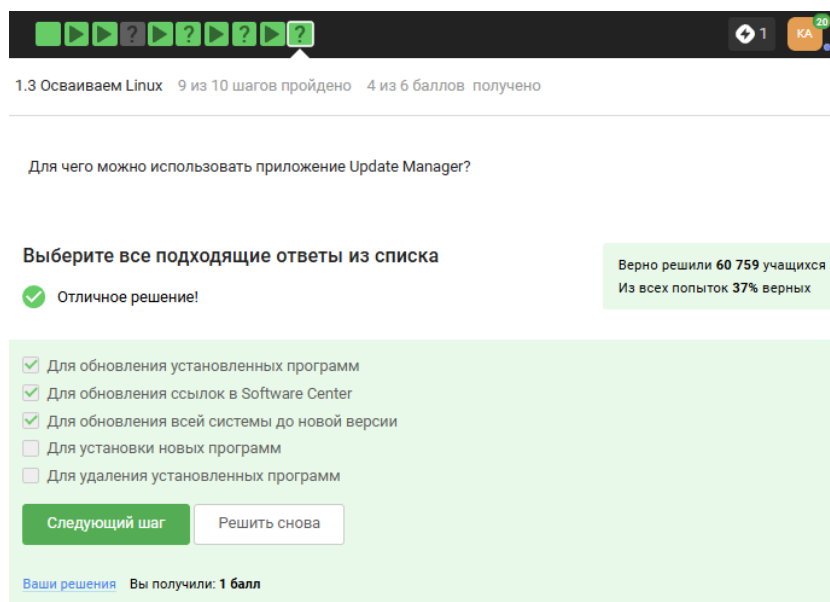 ? ? ? ?
1
КА
20
1.3 Осваиваем Linux 9 из 10 шагов пройдено 4 из 6 баллов получено
Для чего можно использовать приложение Update Manager?
Выберите все подходящие ответы из списка
Верно решили 60 759 учащихся
Из всех попыток 37% верных
Отличное решение!
Для обновления установленных программ
Для обновления ссылок в Software Center
Для обновления всей системы до новой версии
Для установки новых программ
Для удаления установленных программ
Следующий шаг Решить снова
Ваши решения Вы получили: 1 балл